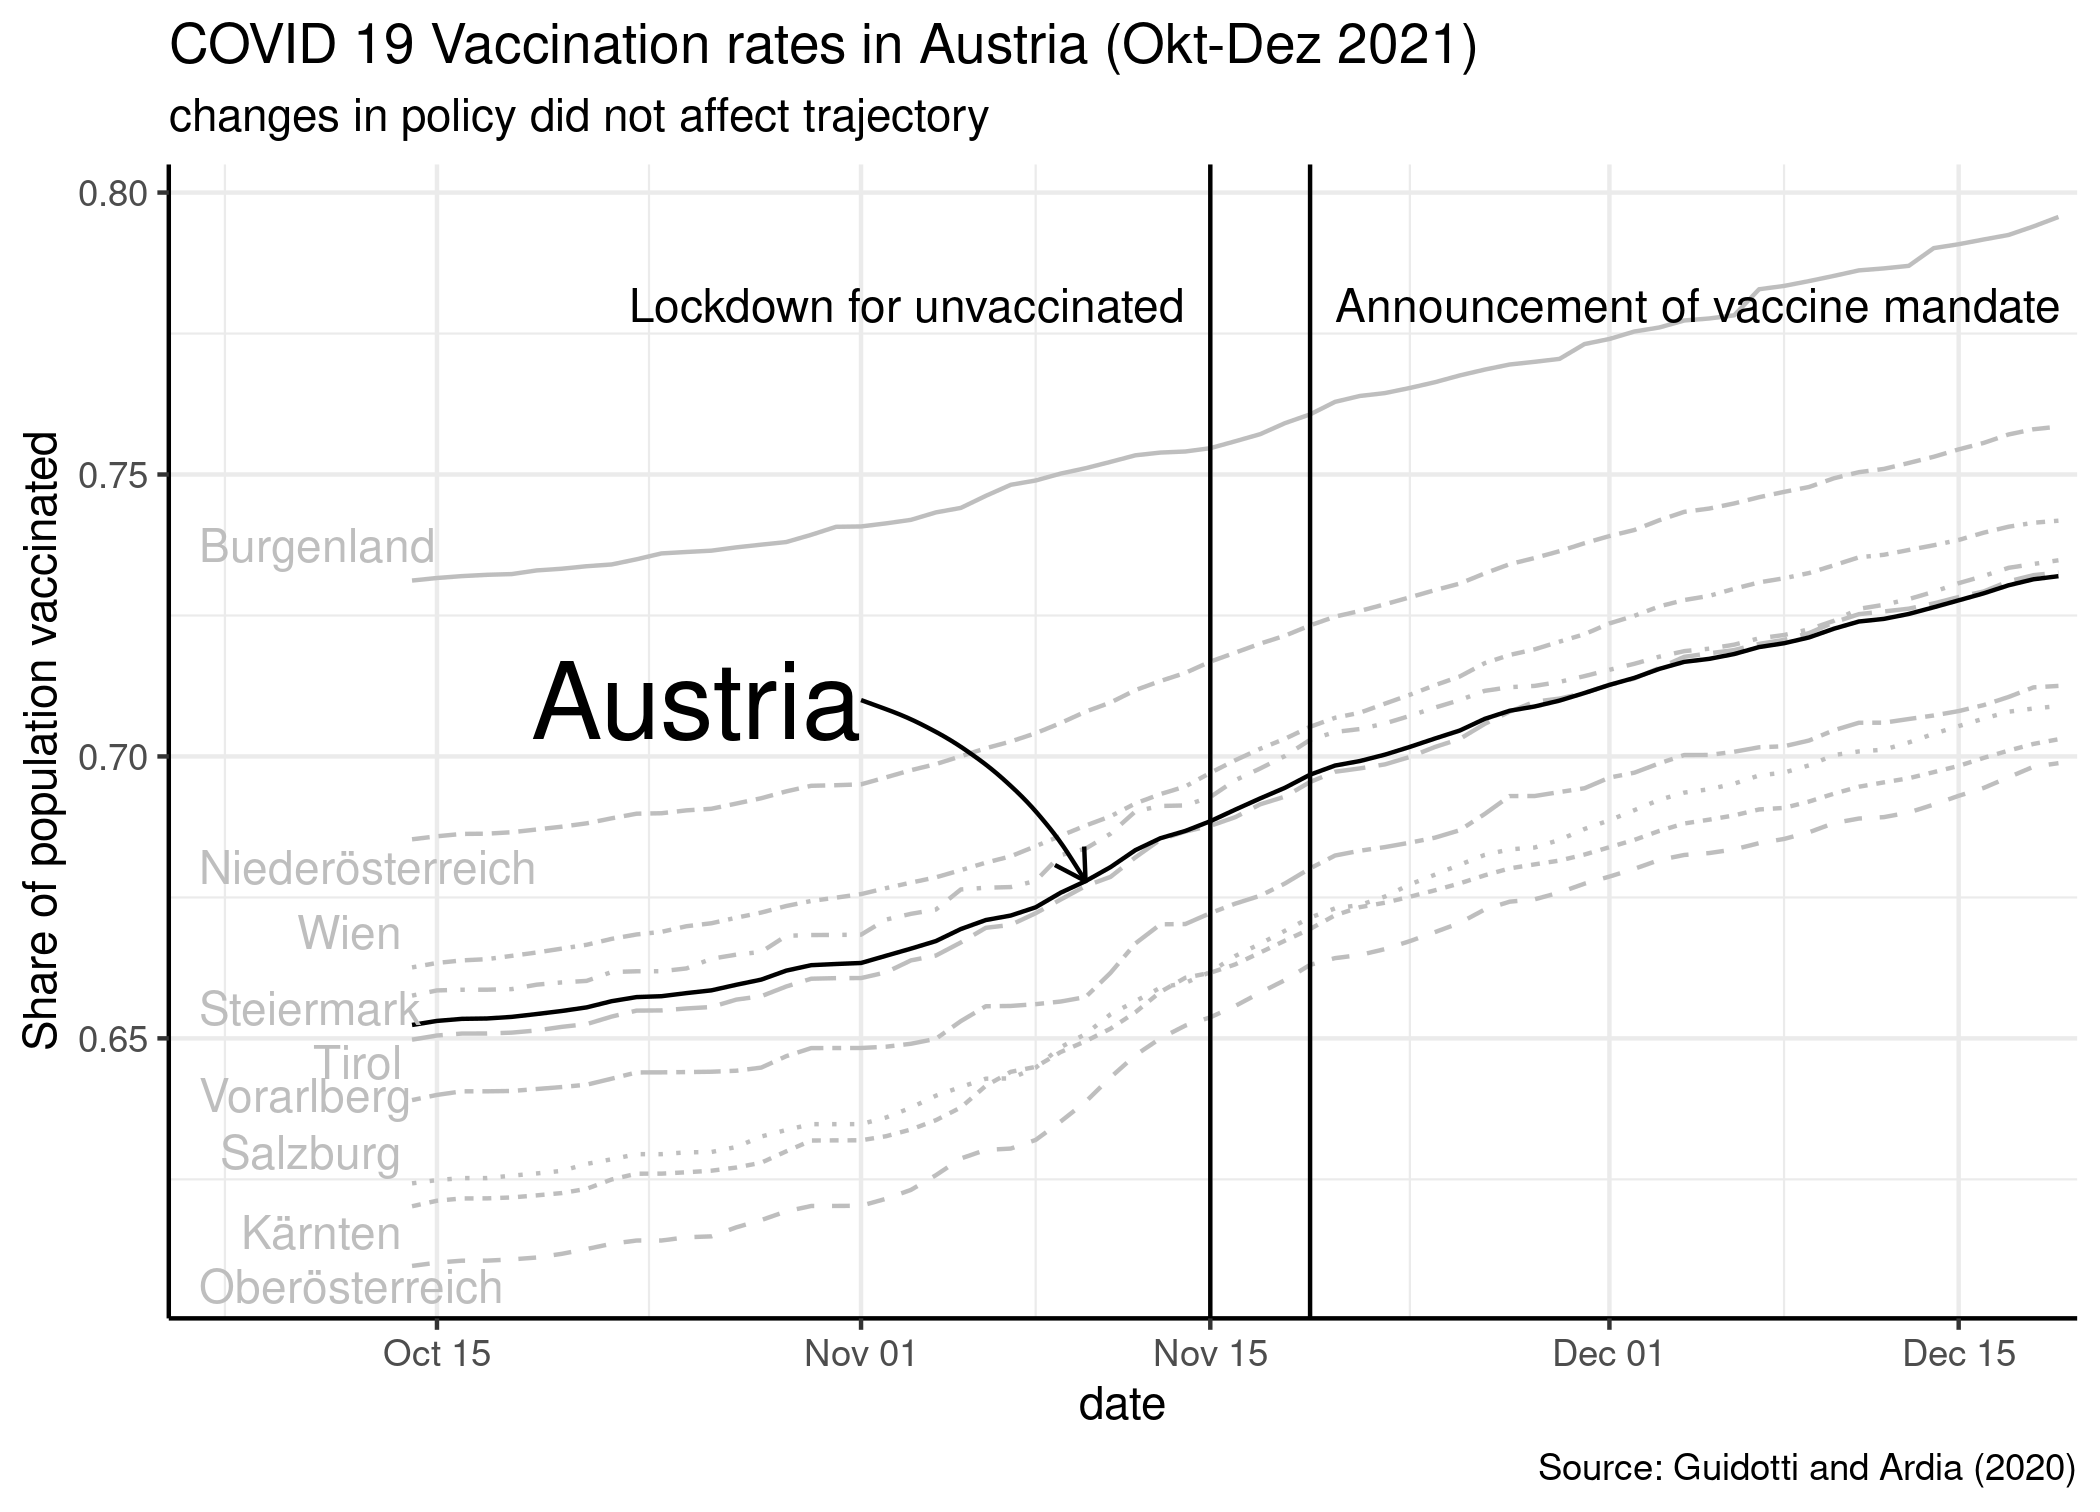 COVID 19 Vaccination rates in Austria (Okt-Dez 2021)
changes in policy did not affect trajectory
Share of population vaccinated
0.80
0.75
0.70
0.65
Lockdown for unvaccinated
Announcement of vaccine mandate
Burgenland
Austria
Niederösterreich
Wien
Steiermark
Tirol
Vorarlberg
Salzburg
Kärnten
Oberösterreich
Oct 15
Nov 01
Nov 15
Dec 01
Dec 15
date
Source: Guidotti and Ardia (2020)